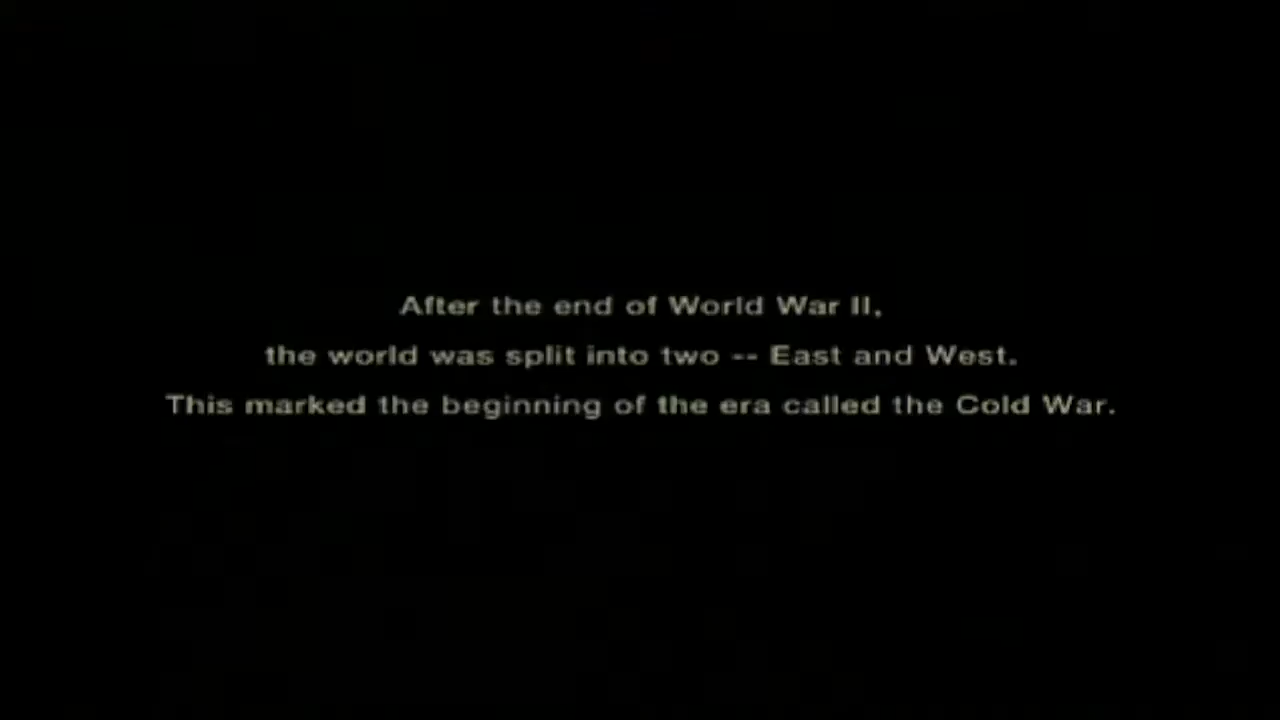 After the end of World War II,
the world was split into two -- East and West.
This marked the beginning of the era called the Cold War.